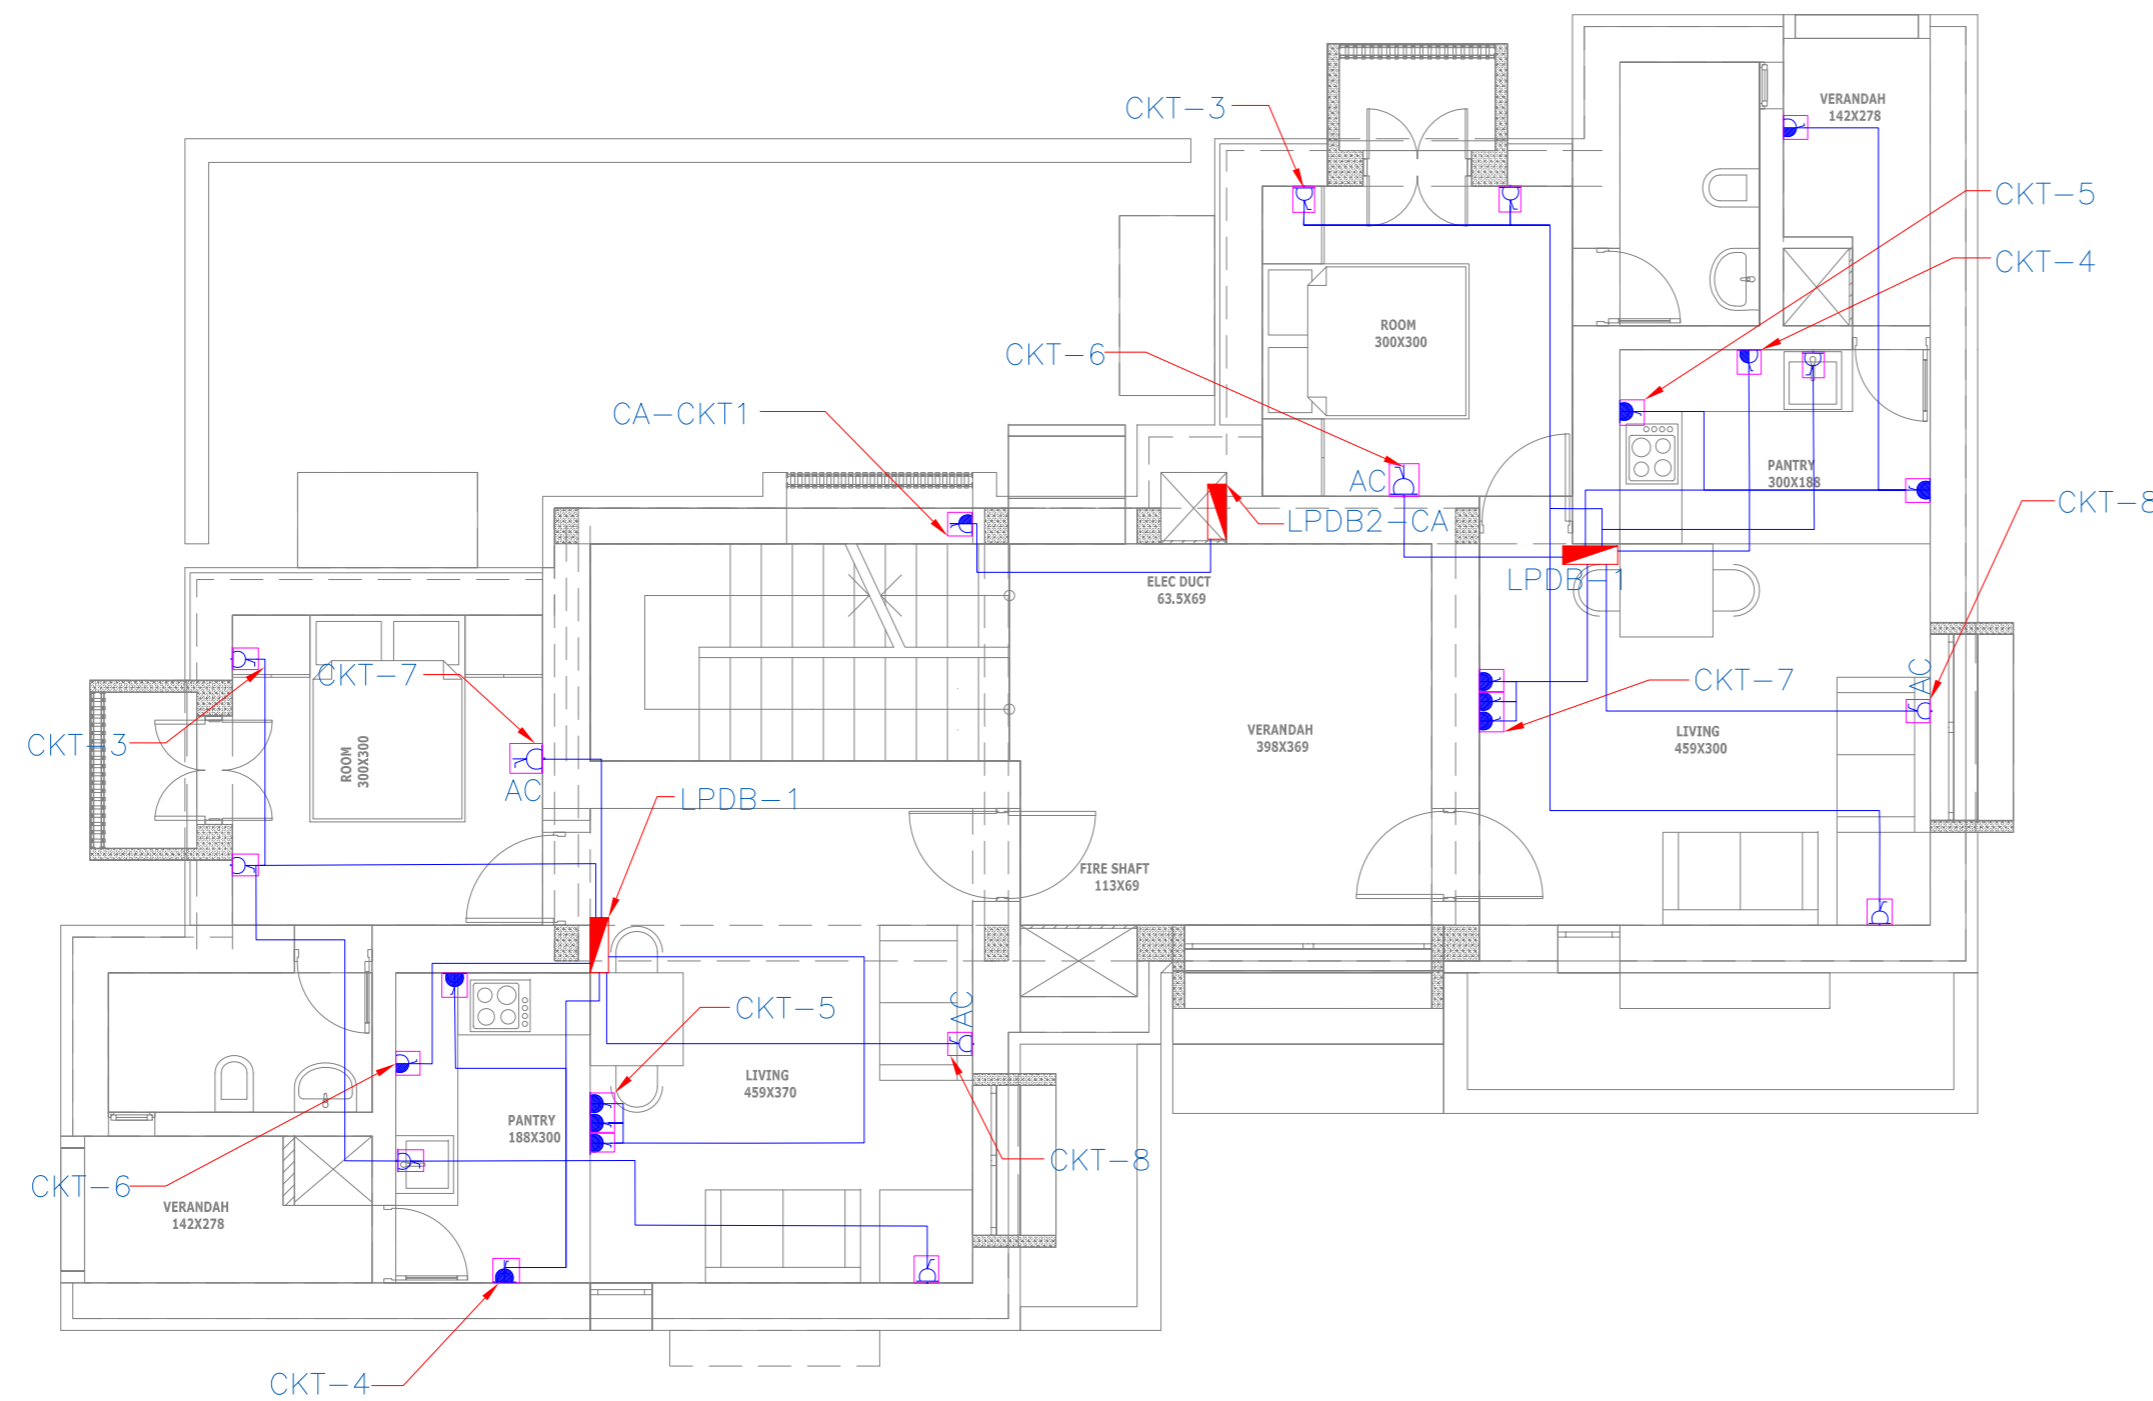 VERANDAH
142X278
CKT-3
CKT-5
CKT-4
ROOM
300X300
CKT-6
CA-CKT1
AC
PANTRY
300X188
CKT-8
LPDB2-CA
ELEC DUCT
63.5X69
LPDB-1
CKT-7
AC
CKT-7
VERANDAH
398X369
LIVING
459X300
CKT-3
ROOM
300X300
AC
LPDB-1
FIRE SHAFT
113X69
AC
CKT-5
LIVING
459X370
PANTRY
188X300
CKT-8
CKT-6
VERANDAH
142X278
CKT-4